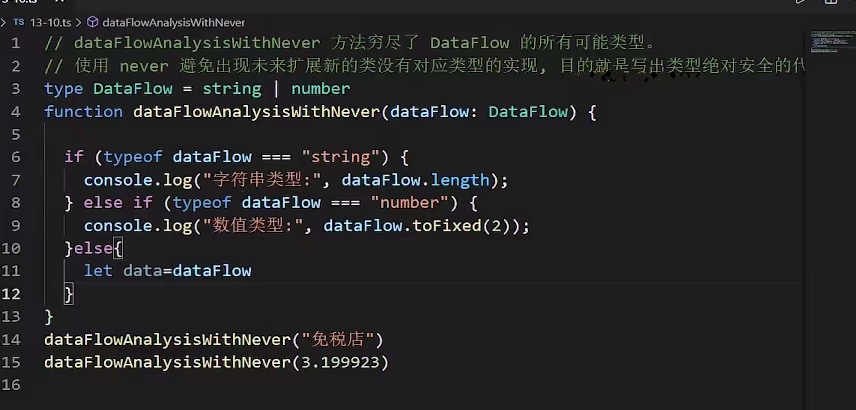 TS 13-10.ts > dataFlowAnalysisWithNever
1 // dataFlowAnalysisWithNever 方法穷尽了 DataFlow 的所有可能类型。
2 // 使用 never 避免出现未来扩展新的类没有对应类型的实现, 目的就是写出类型绝对安全的代
3 type DataFlow = string | number
4 function dataFlowAnalysisWithNever(dataFlow: DataFlow) {
5
6 if (typeof dataFlow === "string") {
7 console.log("字符串类型:", dataFlow.length);
8 } else if (typeof dataFlow === "number") {
9 console.log("数值类型:", dataFlow.toFixed(2));
10 }else{
11 let data=dataFlow
12 }
13 }
14 dataFlowAnalysisWithNever("免税店")
15 dataFlowAnalysisWithNever(3.199923)
16